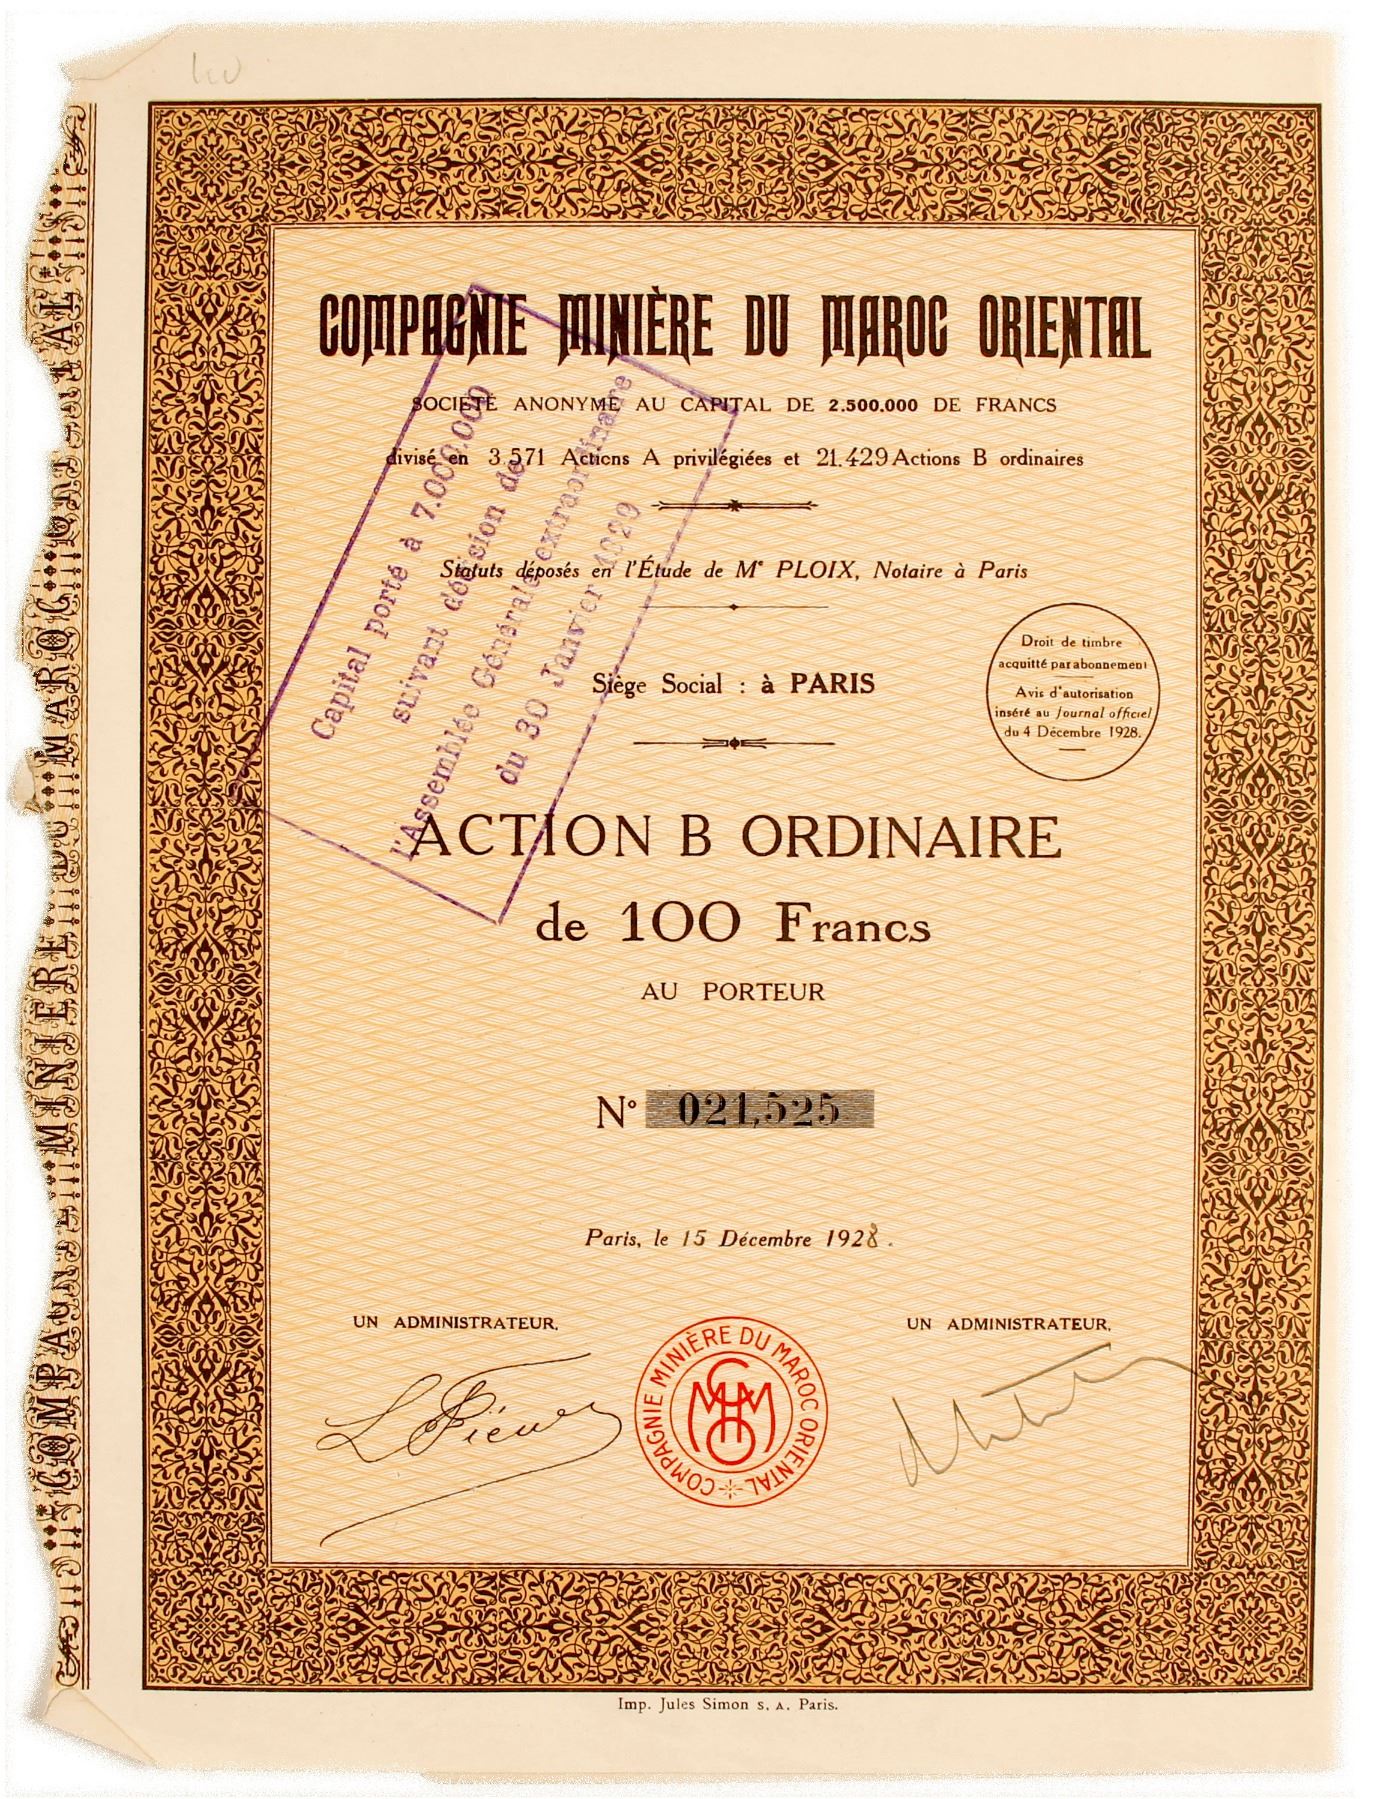 COMPAGNIE MINIÈRE DU MAROC ORIENTAL
SOCIÉTÉ ANONYME AU CAPITAL DE 2.500.000 DE FRANCS
divisé en 3.571 Actions A privilégiées et 21.429 Actions B ordinaires
Capital porté à 7.000.000
suivant décision de
l'Assemblée Générale extraordinaire
du 30 Janvier 1929
Statuts déposés en l'Étude de Me PLOIX, Notaire à Paris
Siège Social : à PARIS
Droit de timbre
acquitté par abonnement
Avis d'autorisation
inséré au Journal officiel
du 4 Décembre 1928.
ACTION B ORDINAIRE
de 100 Francs
AU PORTEUR
N° 021,525
Paris, le 15 Décembre 1928.
UN ADMINISTRATEUR,
UN ADMINISTRATEUR,
COMPAGNIE MINIÈRE DU MAROC ORIENTAL
CMMO
Imp. Jules Simon S. A. Paris.
COMPAGNIE MINIERE DU MAROC ORIENTAL